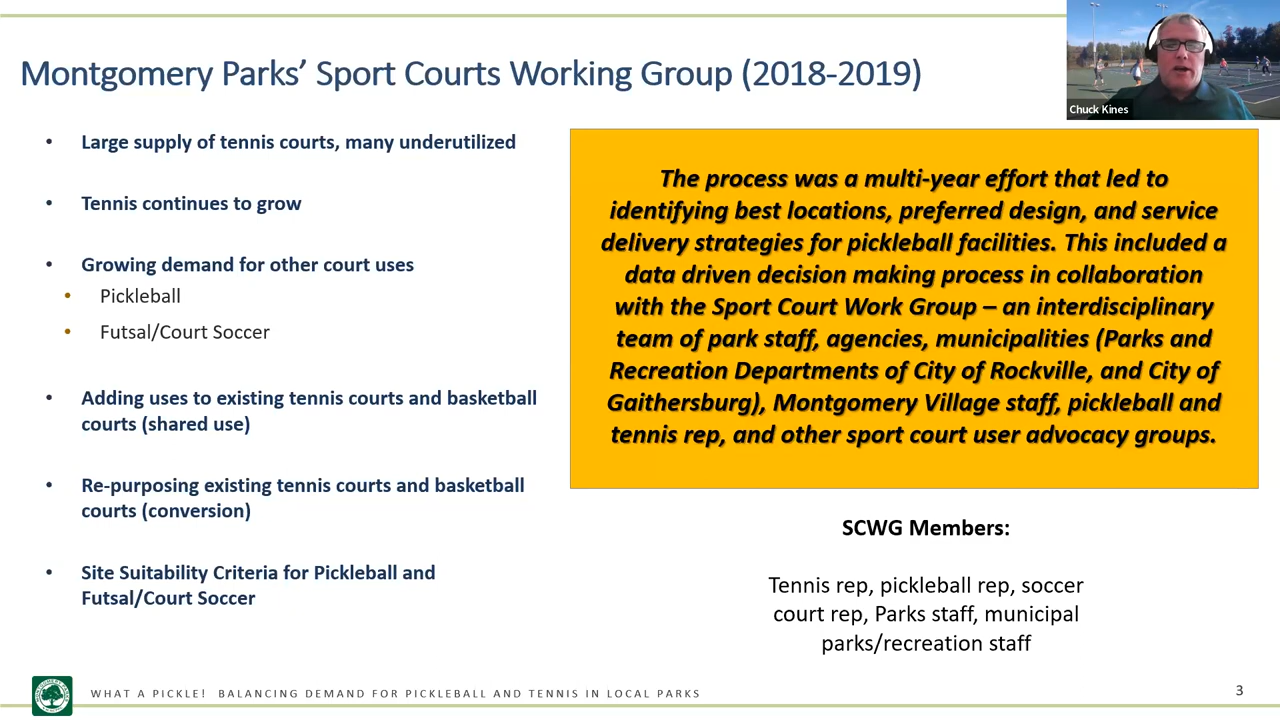 Montgomery Parks’ Sport Courts Working Group (2018-2019)
Chuck Kines
• Large supply of tennis courts, many underutilized
• Tennis continues to grow
• Growing demand for other court uses
• Pickleball
• Futsal/Court Soccer
• Adding uses to existing tennis courts and basketball
courts (shared use)
• Re-purposing existing tennis courts and basketball
courts (conversion)
• Site Suitability Criteria for Pickleball and
Futsal/Court Soccer
The process was a multi-year effort that led to
identifying best locations, preferred design, and service
delivery strategies for pickleball facilities. This included a
data driven decision making process in collaboration
with the Sport Court Work Group – an interdisciplinary
team of park staff, agencies, municipalities (Parks and
Recreation Departments of City of Rockville, and City of
Gaithersburg), Montgomery Village staff, pickleball and
tennis rep, and other sport court user advocacy groups.
SCWG Members:
Tennis rep, pickleball rep, soccer
court rep, Parks staff, municipal
parks/recreation staff
WHAT A PICKLE! BALANCING DEMAND FOR PICKLEBALL AND TENNIS IN LOCAL PARKS
3